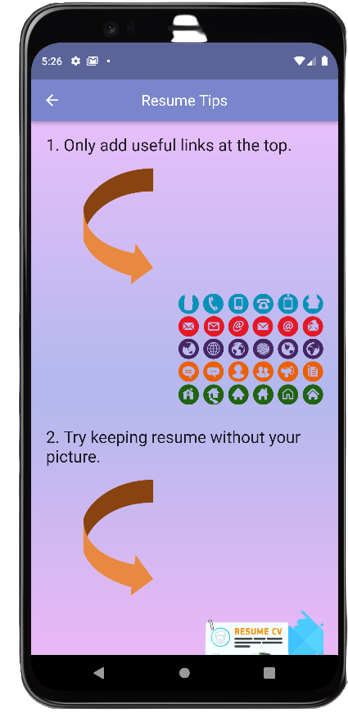 5:26
Resume Tips
1. Only add useful links at the top.
2. Try keeping resume without your
picture.
RESUME CV